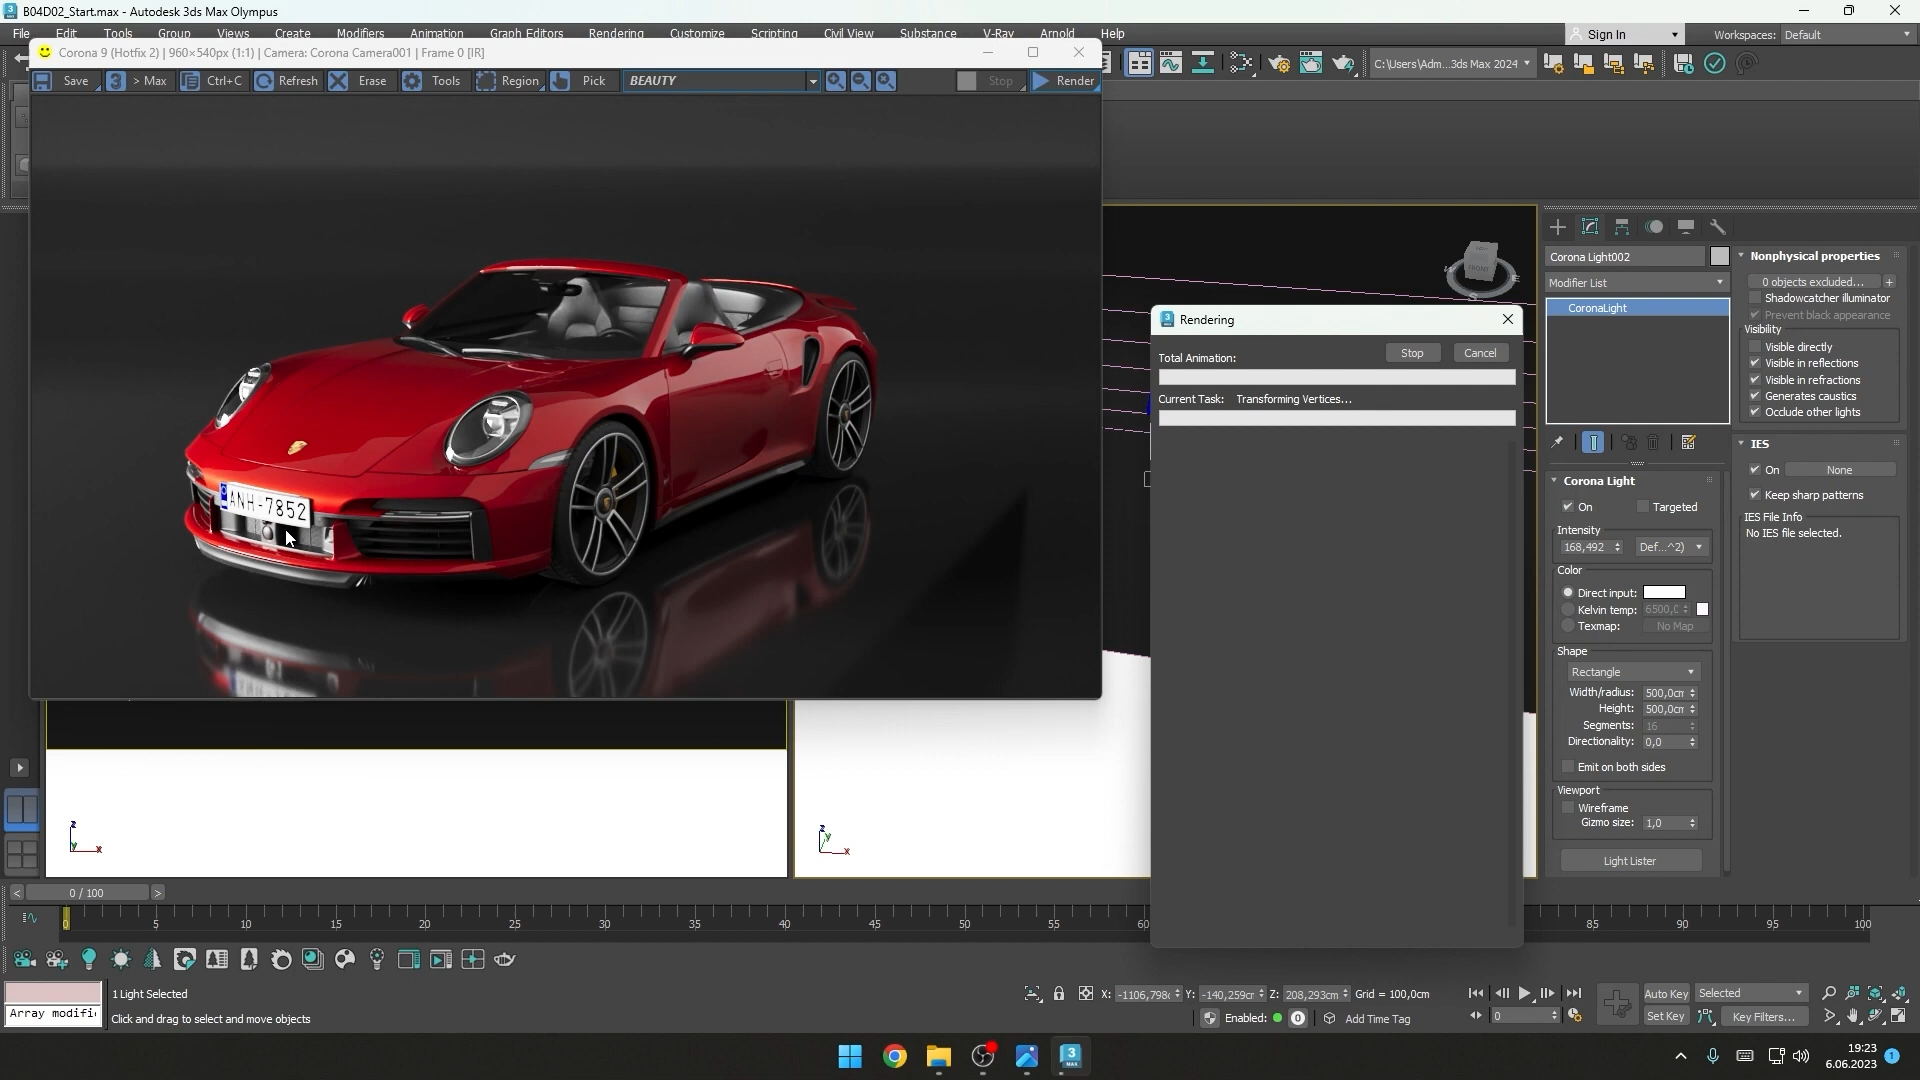 B04D02_Start.max - Autodesk 3ds Max Olympus
File Edit Tools Group Views Create Modifiers Animation Graph Editors Rendering Customize Scripting Civil View Substance V-Ray Arnold Help
Sign In Workspaces: Default
Corona 9 (Hotfix 2) | 960×540px (1:1) | Camera: Corona Camera001 | Frame 0 [IR]
Save > Max Ctrl+C Refresh Erase Tools Region Pick BEAUTY Stop Render
C:\Users\Adm...3ds Max 2024
ANH-7852
Rendering
Total Animation:
Stop Cancel
Current Task: Transforming Vertices...
Corona Light002
Modifier List
CoronaLight
Corona Light
On Targeted
Intensity
168,492 Def...^2)
Color
Direct input:
Kelvin temp: 6500,0
Texmap: No Map
Shape
Rectangle
Width/radius: 500,0cm
Height: 500,0cm
Segments: 16
Directionality: 0,0
Emit on both sides
Viewport
Wireframe
Gizmo size: 1,0
Light Lister
Nonphysical properties
0 objects excluded... +
Shadowcatcher illuminator
Prevent black appearance
Visibility
Visible directly
Visible in reflections
Visible in refractions
Generates caustics
Occlude other lights
IES
On None
Keep sharp patterns
IES File Info
No IES file selected.
z
y x
z
y
x
< 0 / 100 >
0 5 10 15 20 25 30 35 40 45 50 55 60 85 90 95 100
Array modifi
1 Light Selected
Click and drag to select and move objects
X: -1106,798c Y: -140,259cr Z: 208,293cm Grid = 100,0cm
Enabled: 0 Add Time Tag
0
Auto Key Selected
Set Key Key Filters...
19:23
6.06.2023
1